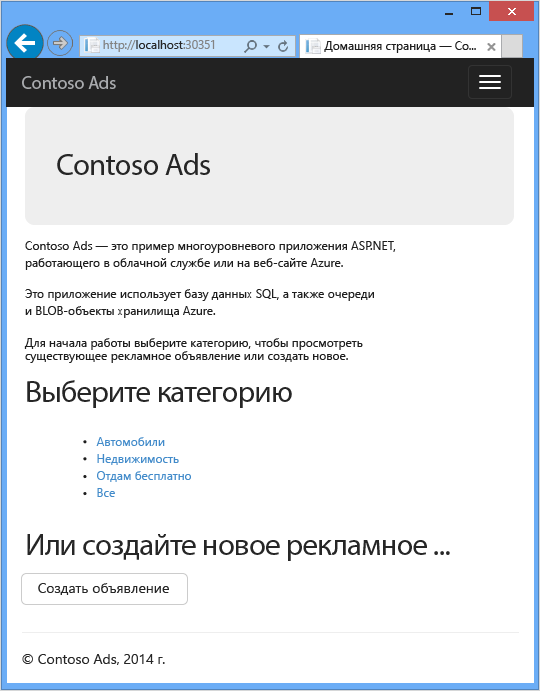 http://localhost:30351
Домашняя страница — Co...
Contoso Ads
Contoso Ads
Contoso Ads — это пример многоуровневого приложения ASP.NET,
работающего в облачной службе или на веб-сайте Azure.
Это приложение использует базу данных SQL, а также очереди
и BLOB-объекты хранилища Azure.
Для начала работы выберите категорию, чтобы просмотреть
существующее рекламное объявление или создать новое.
Выберите категорию
• Автомобили
• Недвижимость
• Отдам бесплатно
• Все
Или создайте новое рекламное ...
Создать объявление
© Contoso Ads, 2014 г.